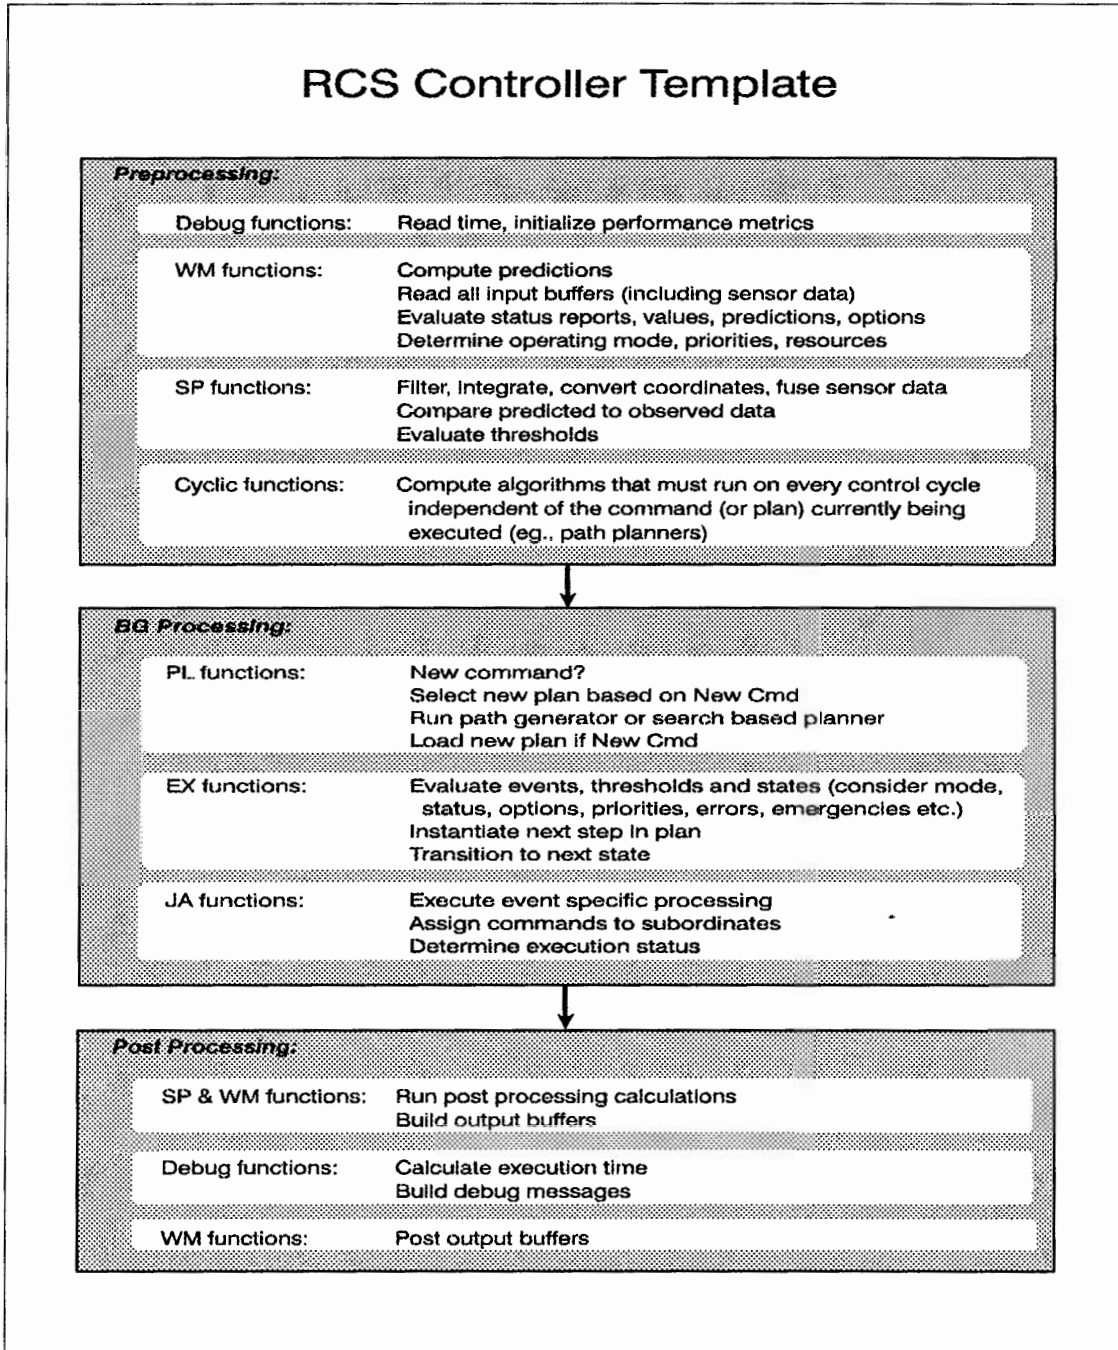 RCS Controller Template
Preprocessing:
Debug functions: Read time, initialize performance metrics
WM functions: Compute predictions
Read all input buffers (including sensor data)
Evaluate status reports, values, predictions, options
Determine operating mode, priorities, resources
SP functions: Filter, integrate, convert coordinates, fuse sensor data
Compare predicted to observed data
Evaluate thresholds
Cyclic functions: Compute algorithms that must run on every control cycle
independent of the command (or plan) currently being
executed (eg., path planners)
BG Processing:
PL functions: New command?
Select new plan based on New Cmd
Run path generator or search based planner
Load new plan if New Cmd
EX functions: Evaluate events, thresholds and states (consider mode,
status, options, priorities, errors, emergencies etc.)
Instantiate next step in plan
Transition to next state
JA functions: Execute event specific processing
Assign commands to subordinates
Determine execution status
Post Processing:
SP & WM functions: Run post processing calculations
Build output buffers
Debug functions: Calculate execution time
Build debug messages
WM functions: Post output buffers